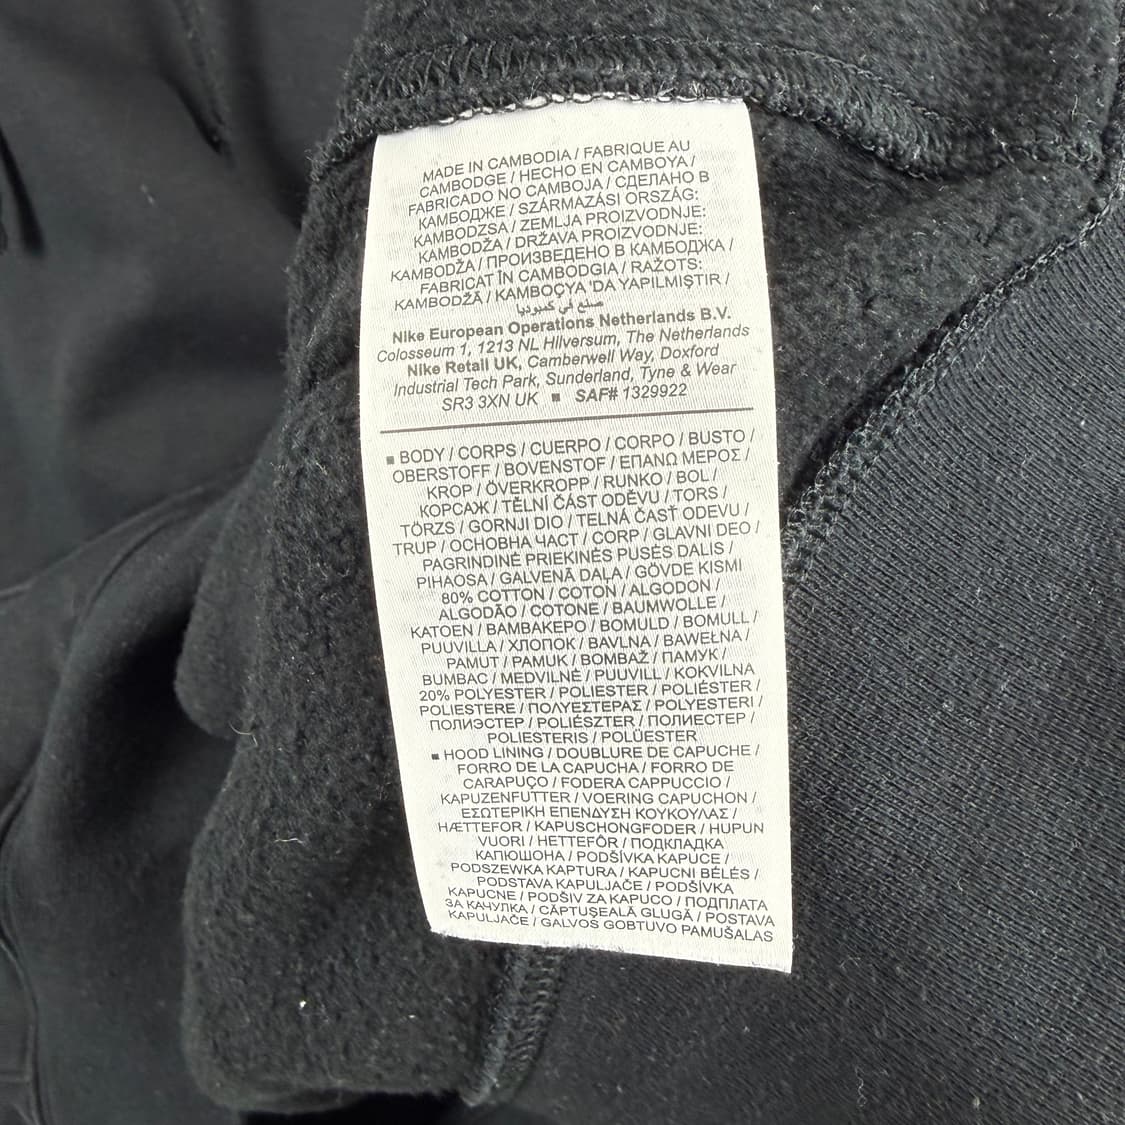 MADE IN CAMBODIA / FABRIQUE AU
CAMBODGE / HECHO EN CAMBOYA /
FABRICADO NO CAMBOJA / СДЕЛАНО В
КАМБОДЖЕ / SZÁRMAZÁSI ORSZÁG:
KAMBODZSA / ZEMLJA PROIZVODNJE:
KAMBODŽA / DRŽAVA PROIZVODNJE:
KAMBODŽA / ПРОИЗВЕДЕНО В КАМБОДЖА /
FABRICAT ÎN CAMBODGIA / RAŽOTS:
KAMBODŽĀ / KAMBOÇYA 'DA YAPILMIŞTIR /
صنع في كمبوديا
Nike European Operations Netherlands B.V.
Colosseum 1, 1213 NL Hilversum, The Netherlands
Nike Retail UK, Camberwell Way, Doxford
Industrial Tech Park, Sunderland, Tyne & Wear
SR3 3XN UK ■ SAF# 1329922
■ BODY / CORPS / CUERPO / CORPO / BUSTO /
OBERSTOFF / BOVENSTOF / ΕΠΑΝΩ ΜΕΡΟΣ /
KROP / ÖVERKROPP / RUNKO / BOL /
КОРСАЖ / TĚLNÍ ČÁST ODĚVU / TORS /
TÖRZS / GORNJI DIO / TELNÁ ČASŤ ODEVU /
TRUP / ОСНОВНА ЧАСТ / CORP / GLAVNI DEO /
PAGRINDINĖ PRIEKINĖS PUSĖS DALIS /
PIHAOSA / GALVENĀ DAĻA / GÖVDE KISMI
80% COTTON / COTON / ALGODON /
ALGODÃO / COTONE / BAUMWOLLE /
KATOEN / ΒΑΜΒΑΚΕΡΟ / BOMULD / BOMULL /
PUUVILLA / ХЛОПОК / BAVLNA / BAWEŁNA /
PAMUT / PAMUK / BOMBAŽ / ПАМУК /
BUMBAC / MEDVILNĖ / PUUVILL / KOKVILNA
20% POLYESTER / POLIESTER / POLIÉSTER /
POLIESTERE / ΠΟΛΥΕΣΤΕΡΑΣ / POLYESTERI /
ПОЛИЭСТЕР / POLIÉSZTER / ПОЛИЕСТЕР /
POLIESTERIS / POLÜESTER
■ HOOD LINING / DOUBLURE DE CAPUCHE /
FORRO DE LA CAPUCHA / FORRO DE
CARAPUÇO / FODERA CAPPUCCIO /
KAPUZENFUTTER / VOERING CAPUCHON /
ΕΣΩΤΕΡΙΚΗ ΕΠΕΝΔΥΣΗ ΚΟΥΚΟΥΛΑΣ /
HÆTTEFOR / KAPUSCHONGFODER / HUPUN
VUORI / HETTEFÔR / ПОДКЛАДКА
КАПЮШОНА / PODŠÍVKA KAPUCE /
PODSZEWKA KAPTURA / KAPUCNI BÉLÉS /
PODSTAVA KAPULJAČE / PODŠÍVKA
KAPUCNE / PODŠIV ZA KAPUCO / ПОДПЛАТА
ЗА КАЧУЛКА / CĂPTUŞEALĂ GLUGĂ / POSTAVA
KAPULJAČE / GALVOS GOBTUVO PAMUŠALAS